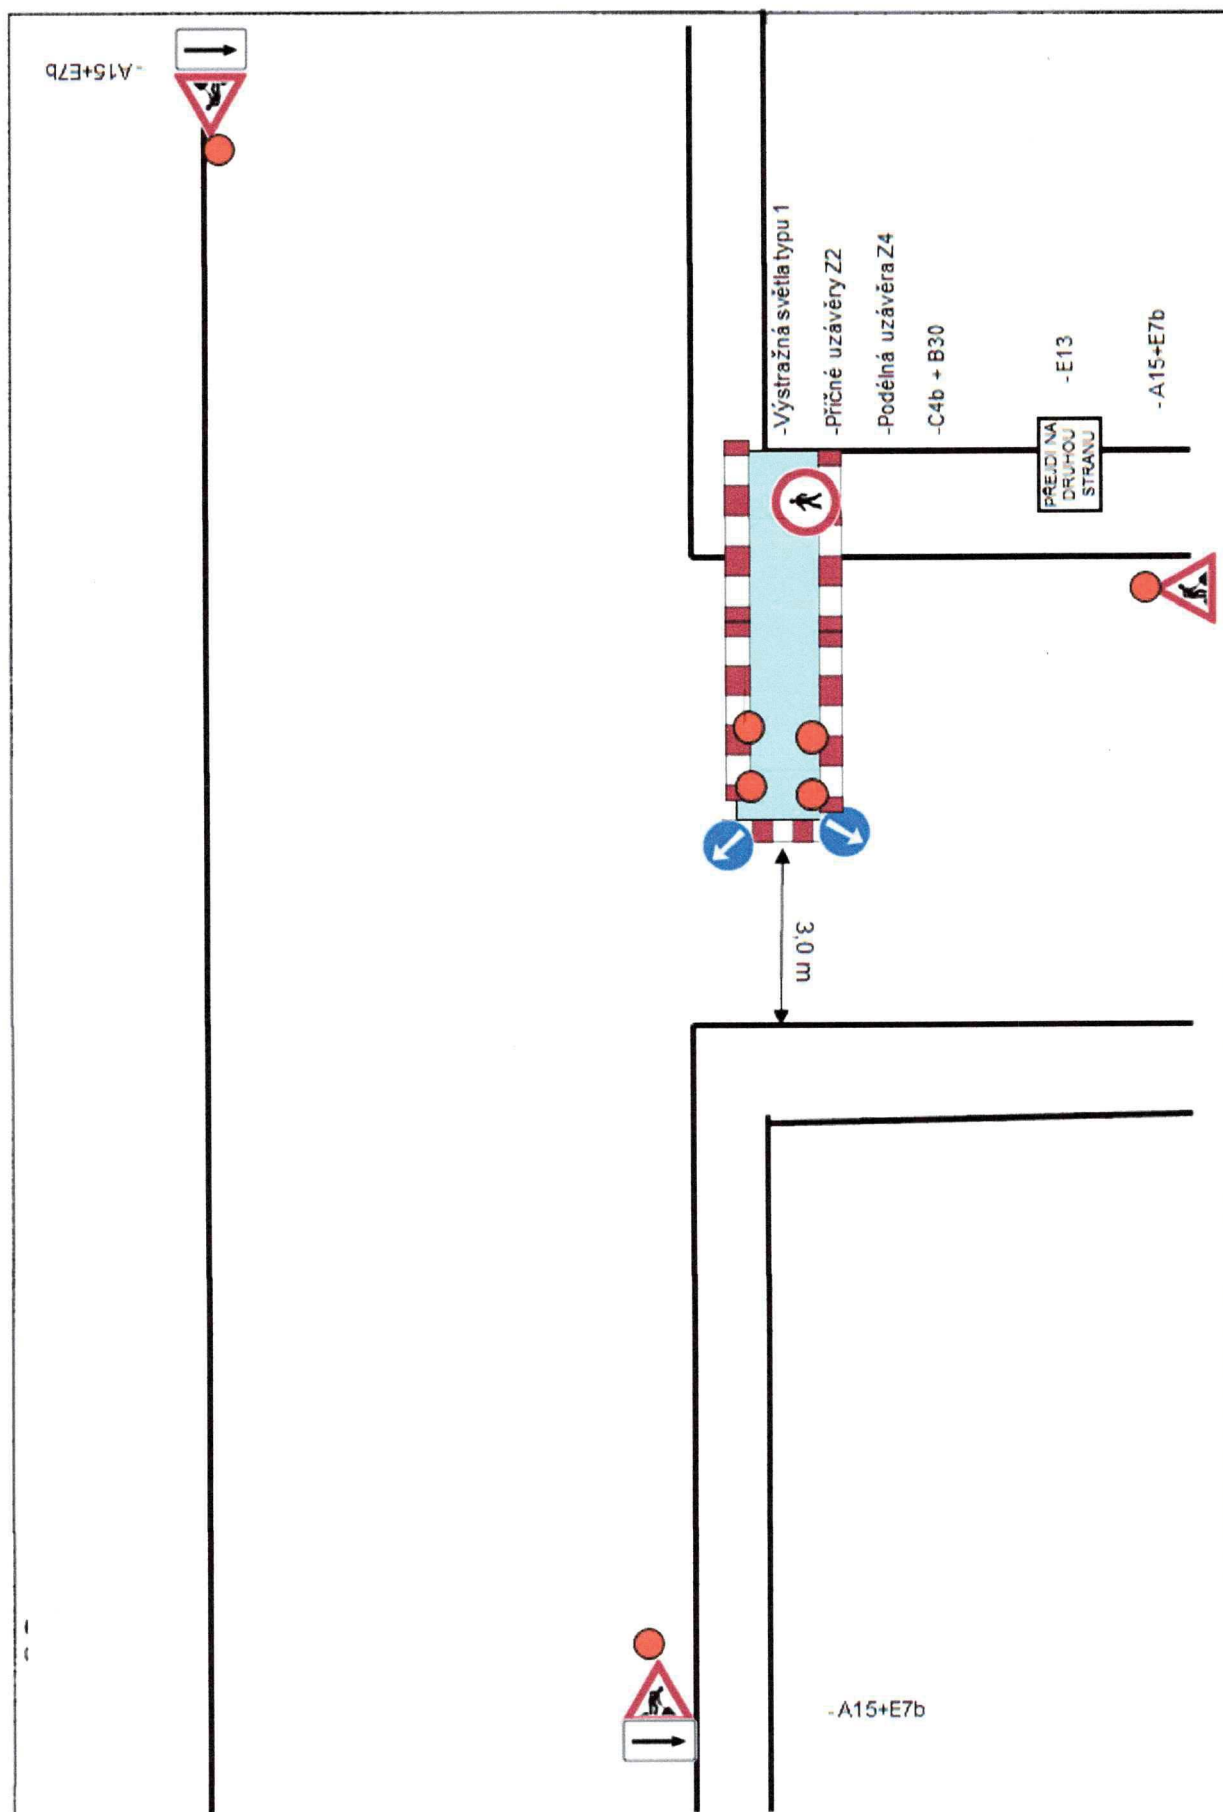 -A15+E7b
-Výstražná světla typu 1
-Příčné uzávěry Z2
-Podélná uzávěra Z4
-C4b + B30
-E13
-A15+E7b
PŘEJDI NA
DRUHOU
STRANU
3,0 m
-A15+E7b